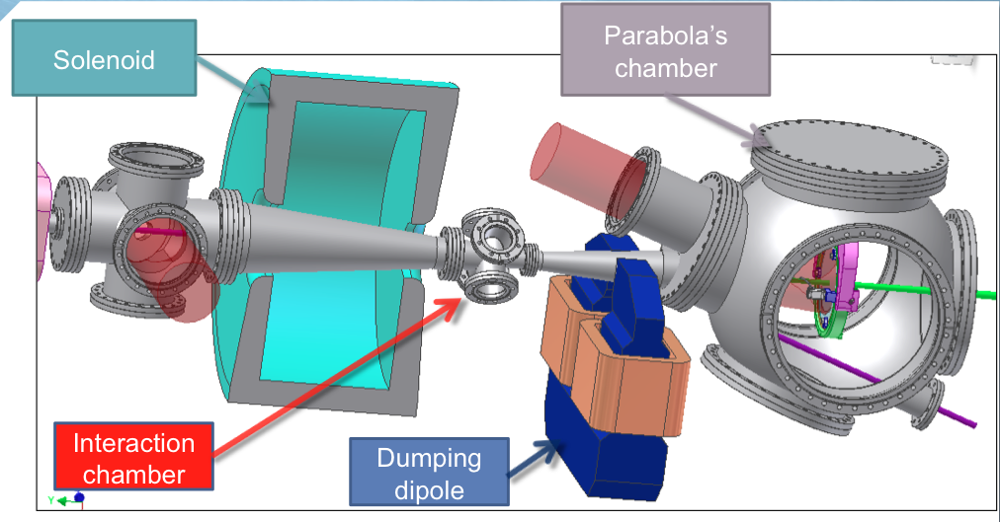 Solenoid
Parabola's
chamber
Interaction
chamber
Dumping
dipole
Y